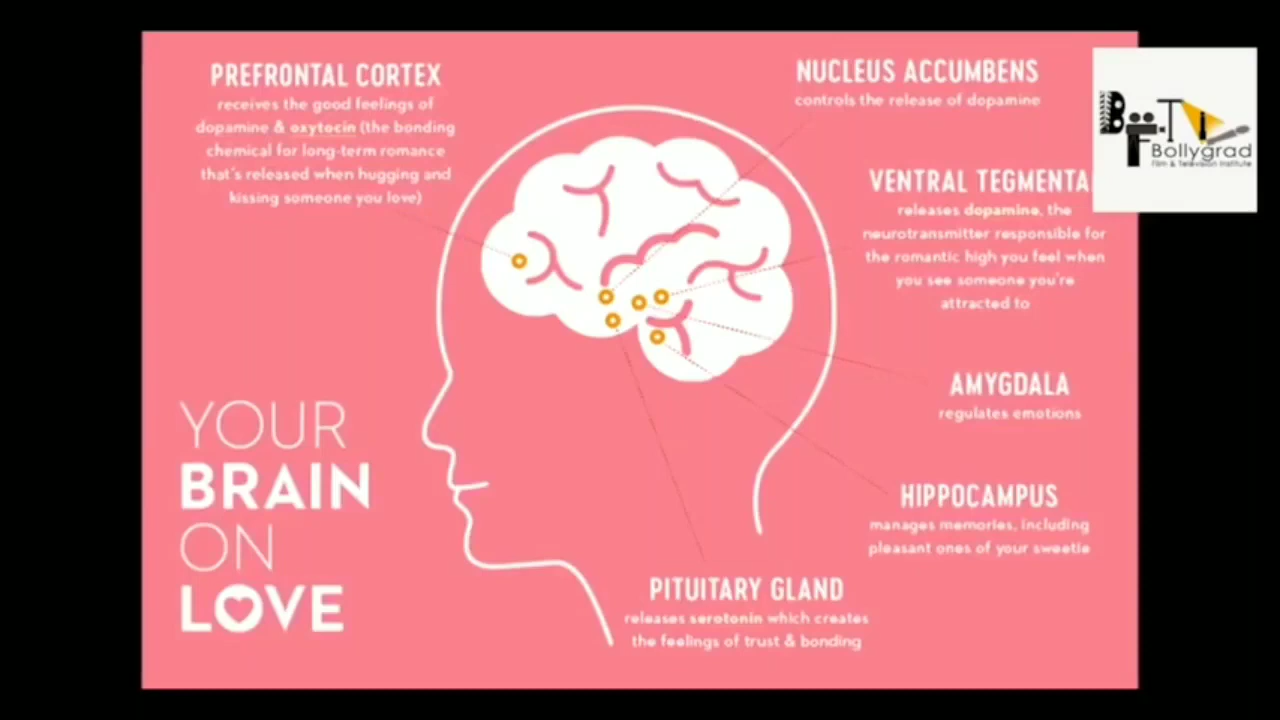 PREFRONTAL CORTEX
receives the good feelings of
dopamine & oxytocin (the bonding
chemical for long-term romance
that's released when hugging and
kissing someone you love)
NUCLEUS ACCUMBENS
controls the release of dopamine
Bollygrad
Film & Television Institute
VENTRAL TEGMENTA
releases dopamine, the
neurotransmitter responsible for
the romantic high you feel when
you see someone you're
attracted to
AMYGDALA
regulates emotions
YOUR
BRAIN
ON
LOVE
HIPPOCAMPUS
manages memories, including
pleasant ones of your sweetie
PITUITARY GLAND
releases serotonin which creates
the feelings of trust & bonding